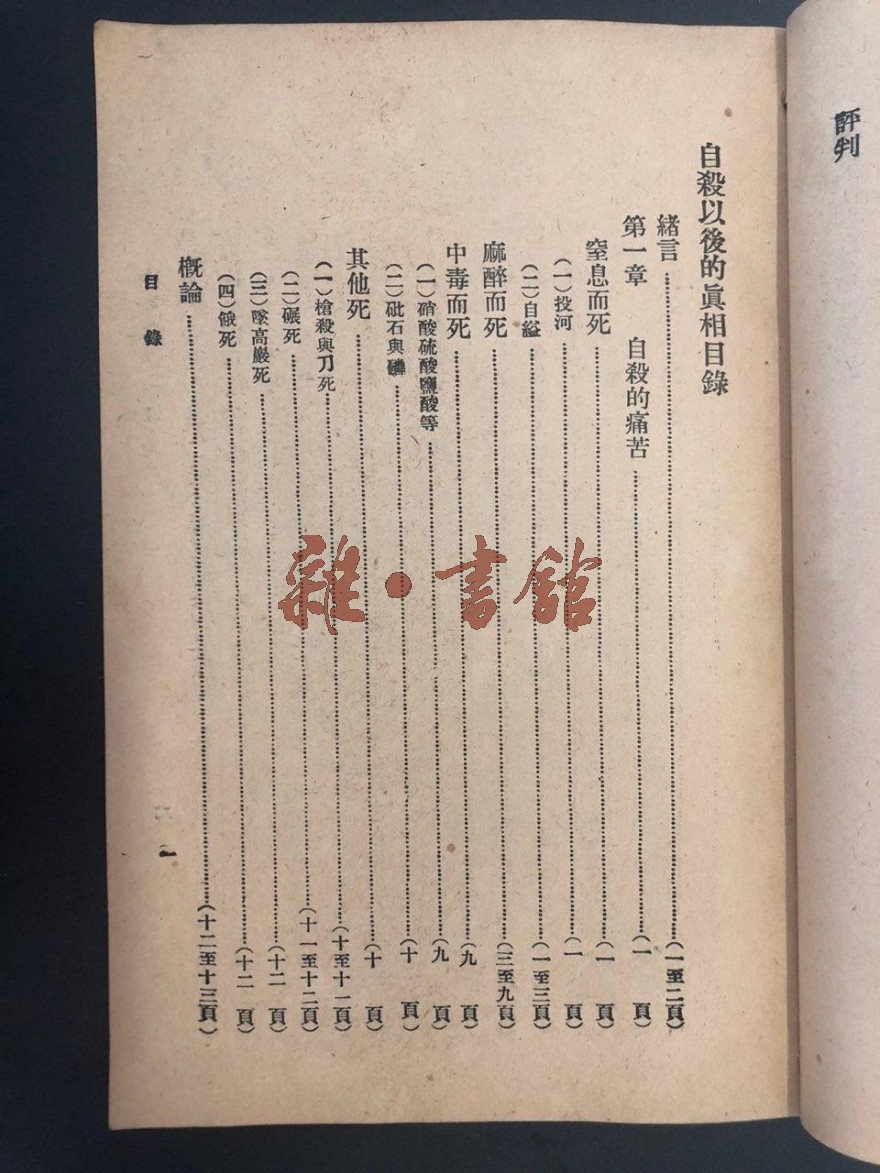 評判
自殺以後的眞相目錄
緒言……(一至二頁)
第一章 自殺的痛苦……(一頁)
窒息而死……(一頁)
(一)投河……(一頁)
(二)自縊……(一至三頁)
麻醉而死……(三至九頁)
中毒而死……(九頁)
(一)硝酸硫酸鹽酸等……(九頁)
(二)砒石與磷……(十頁)
其他死……(十頁)
(一)槍殺與刀死……(十至十一頁)
(二)碾死……(十一至十二頁)
(三)墜高巖死……(十二頁)
(四)餓死……(十二頁)
概論……(十二至十三頁)
目錄 一
雜·書館